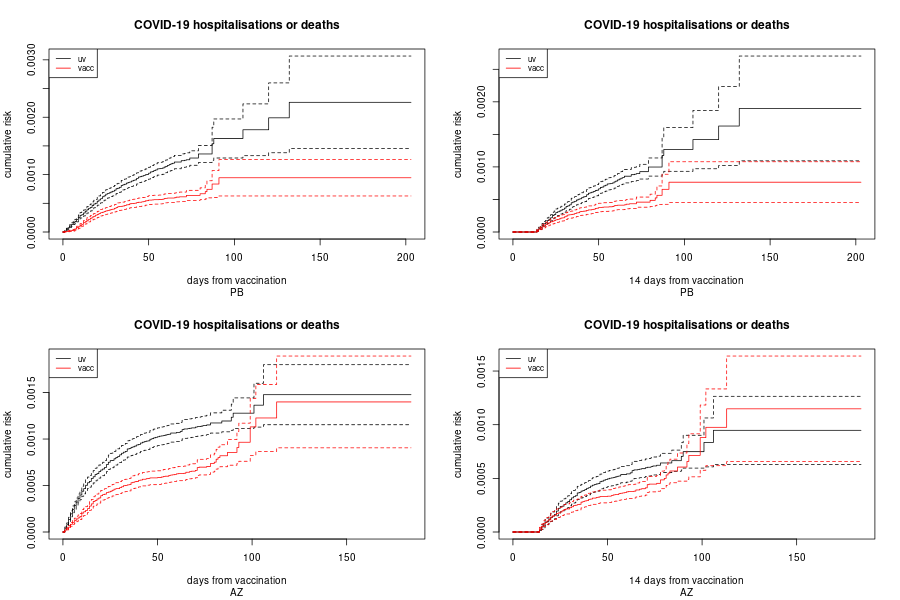 COVID-19 hospitalisations or deaths
uv
vacc
cumulative risk
0.0000
0.0010
0.0020
0.0030
0
50
100
150
200
days from vaccination
PB
COVID-19 hospitalisations or deaths
uv
vacc
cumulative risk
0.0000
0.0010
0.0020
0
50
100
150
200
14 days from vaccination
PB
COVID-19 hospitalisations or deaths
uv
vacc
cumulative risk
0.0000
0.0005
0.0010
0.0015
0
50
100
150
days from vaccination
AZ
COVID-19 hospitalisations or deaths
uv
vacc
cumulative risk
0.0000
0.0005
0.0010
0.0015
0
50
100
150
14 days from vaccination
AZ